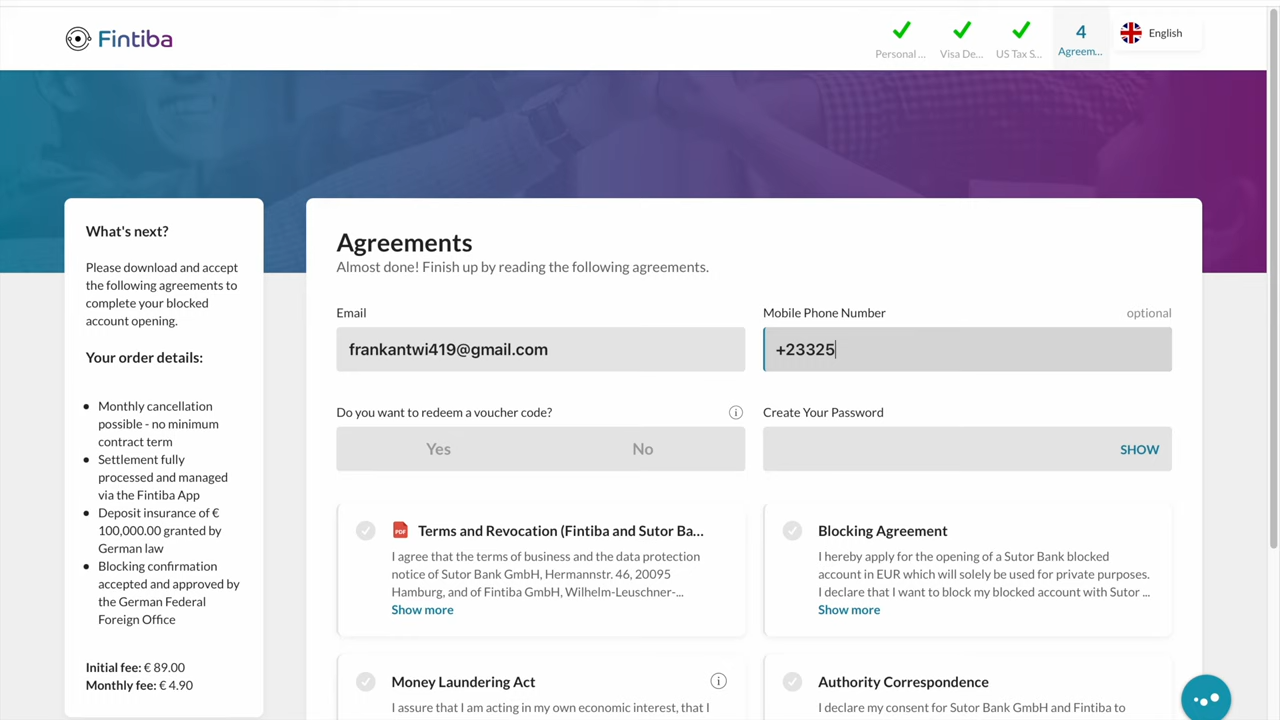 Fintiba
Personal ...
Visa De...
US Tax S...
4
Agreem...
English
What's next?
Please download and accept
the following agreements to
complete your blocked
account opening.
Your order details:
Monthly cancellation
possible - no minimum
contract term
Settlement fully
processed and managed
via the Fintiba App
Deposit insurance of €
100,000.00 granted by
German law
Blocking confirmation
accepted and approved by
the German Federal
Foreign Office
Initial fee: € 89.00
Monthly fee: € 4.90
Agreements
Almost done! Finish up by reading the following agreements.
Email
frankantwi419@gmail.com
Mobile Phone Number
optional
+23325
Do you want to redeem a voucher code?
Yes
No
Create Your Password
SHOW
PDF
Terms and Revocation (Fintiba and Sutor Ba...
I agree that the terms of business and the data protection
notice of Sutor Bank GmbH, Hermannstr. 46, 20095
Hamburg, and of Fintiba GmbH, Wilhelm-Leuschner-...
Show more
Blocking Agreement
I hereby apply for the opening of a Sutor Bank blocked
account in EUR which will solely be used for private purposes.
I declare that I want to block my blocked account with Sutor ...
Show more
Money Laundering Act
I assure that I am acting in my own economic interest, that I
Authority Correspondence
I declare my consent for Sutor Bank GmbH and Fintiba to